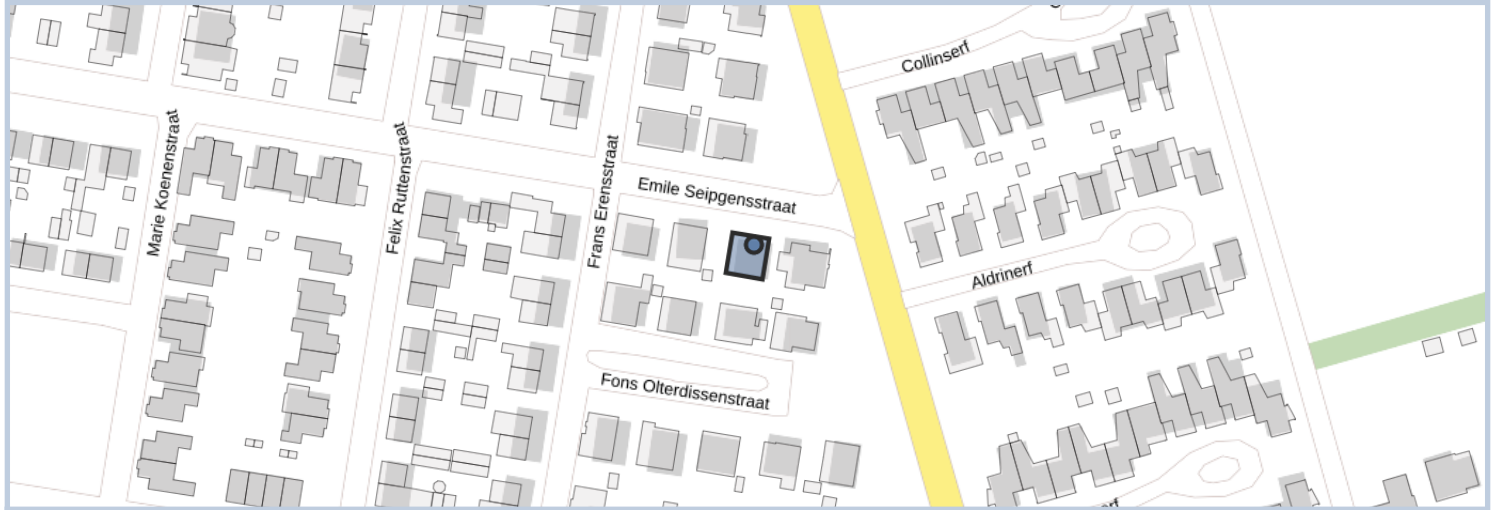 Collinserf
Marie Koenenstraat
Felix Ruttenstraat
Frans Erensstraat
Emile Seipgensstraat
Aldrinerf
Fons Olterdissenstraat